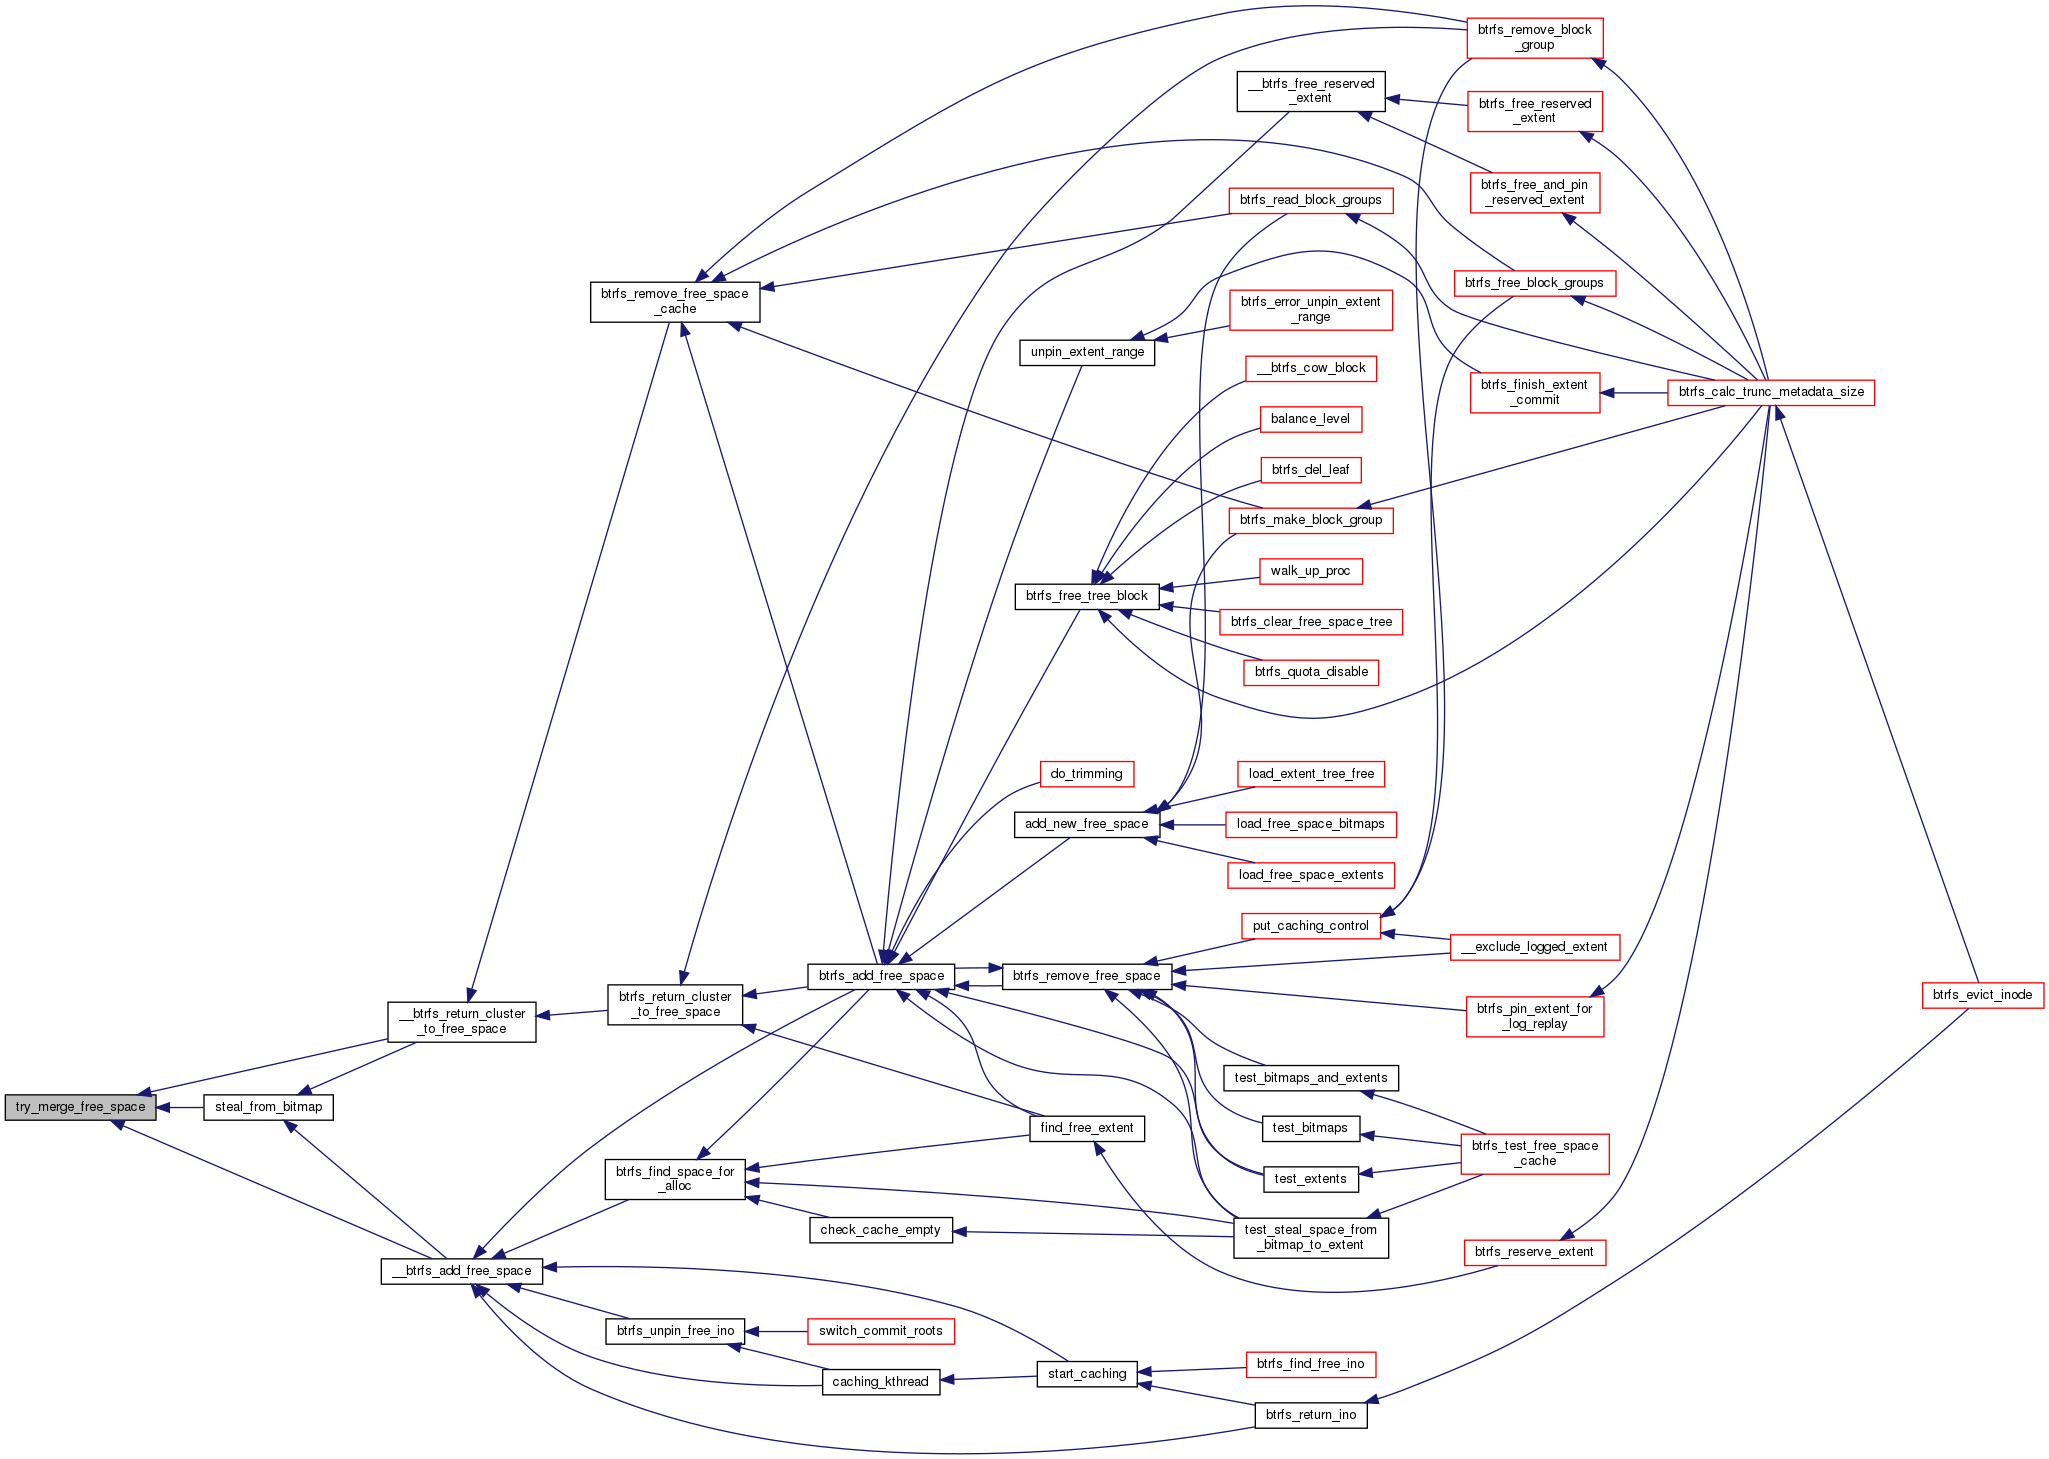 btrfs_remove_block
_group
__btrfs_free_reserved
_extent
btrfs_free_reserved
_extent
btrfs_free_and_pin
_reserved_extent
btrfs_read_block_groups
btrfs_remove_free_space
_cache
btrfs_free_block_groups
btrfs_error_unpin_extent
_range
unpin_extent_range
__btrfs_cow_block
btrfs_finish_extent
_commit
btrfs_calc_trunc_metadata_size
balance_level
btrfs_del_leaf
btrfs_make_block_group
walk_up_proc
btrfs_free_tree_block
btrfs_clear_free_space_tree
btrfs_quota_disable
do_trimming
load_extent_tree_free
add_new_free_space
load_free_space_bitmaps
load_free_space_extents
put_caching_control
__exclude_logged_extent
btrfs_add_free_space
btrfs_remove_free_space
btrfs_return_cluster
_to_free_space
btrfs_evict_inode
__btrfs_return_cluster
_to_free_space
btrfs_pin_extent_for
_log_replay
test_bitmaps_and_extents
try_merge_free_space
steal_from_bitmap
find_free_extent
test_bitmaps
btrfs_test_free_space
_cache
btrfs_find_space_for
_alloc
test_extents
check_cache_empty
test_steal_space_from
_bitmap_to_extent
btrfs_reserve_extent
__btrfs_add_free_space
btrfs_unpin_free_ino
switch_commit_roots
btrfs_find_free_ino
start_caching
caching_kthread
btrfs_return_ino